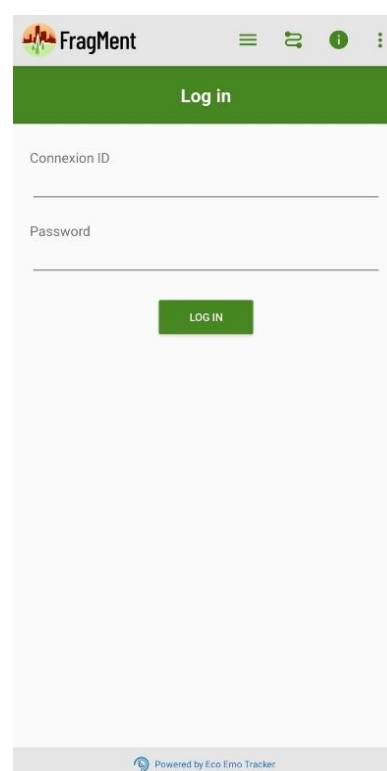 FragMent
Log in
Connexion ID
Password
LOG IN
Powered by Eco Emo Tracker